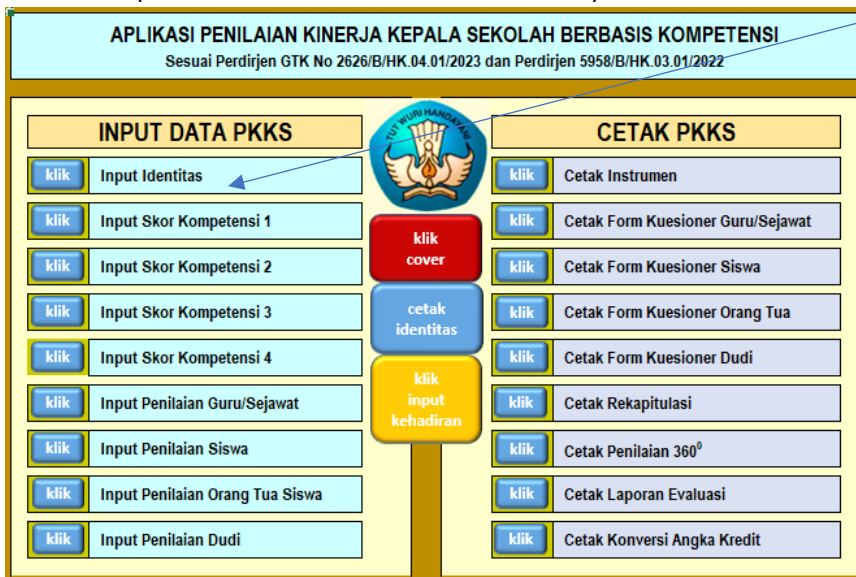 APLIKASI PENILAIAN KINERJA KEPALA SEKOLAH BERBASIS KOMPETENSI
Sesuai Perdirjen GTK No 2626/B/HK.04.01/2023 dan Perdirjen 5958/B/HK.03.01/2022
INPUT DATA PKKS
klik Input Identitas
klik Input Skor Kompetensi 1
klik Input Skor Kompetensi 2
klik Input Skor Kompetensi 3
klik Input Skor Kompetensi 4
klik Input Penilaian Guru/Sejawat
klik Input Penilaian Siswa
klik Input Penilaian Orang Tua Siswa
klik Input Penilaian Dudi
TUT WURI HANDAYANI
klik
cover
cetak
identitas
klik
input
kehadiran
CETAK PKKS
klik Cetak Instrumen
klik Cetak Form Kuesioner Guru/Sejawat
klik Cetak Form Kuesioner Siswa
klik Cetak Form Kuesioner Orang Tua
klik Cetak Form Kuesioner Dudi
klik Cetak Rekapitulasi
klik Cetak Penilaian 360⁰
klik Cetak Laporan Evaluasi
klik Cetak Konversi Angka Kredit